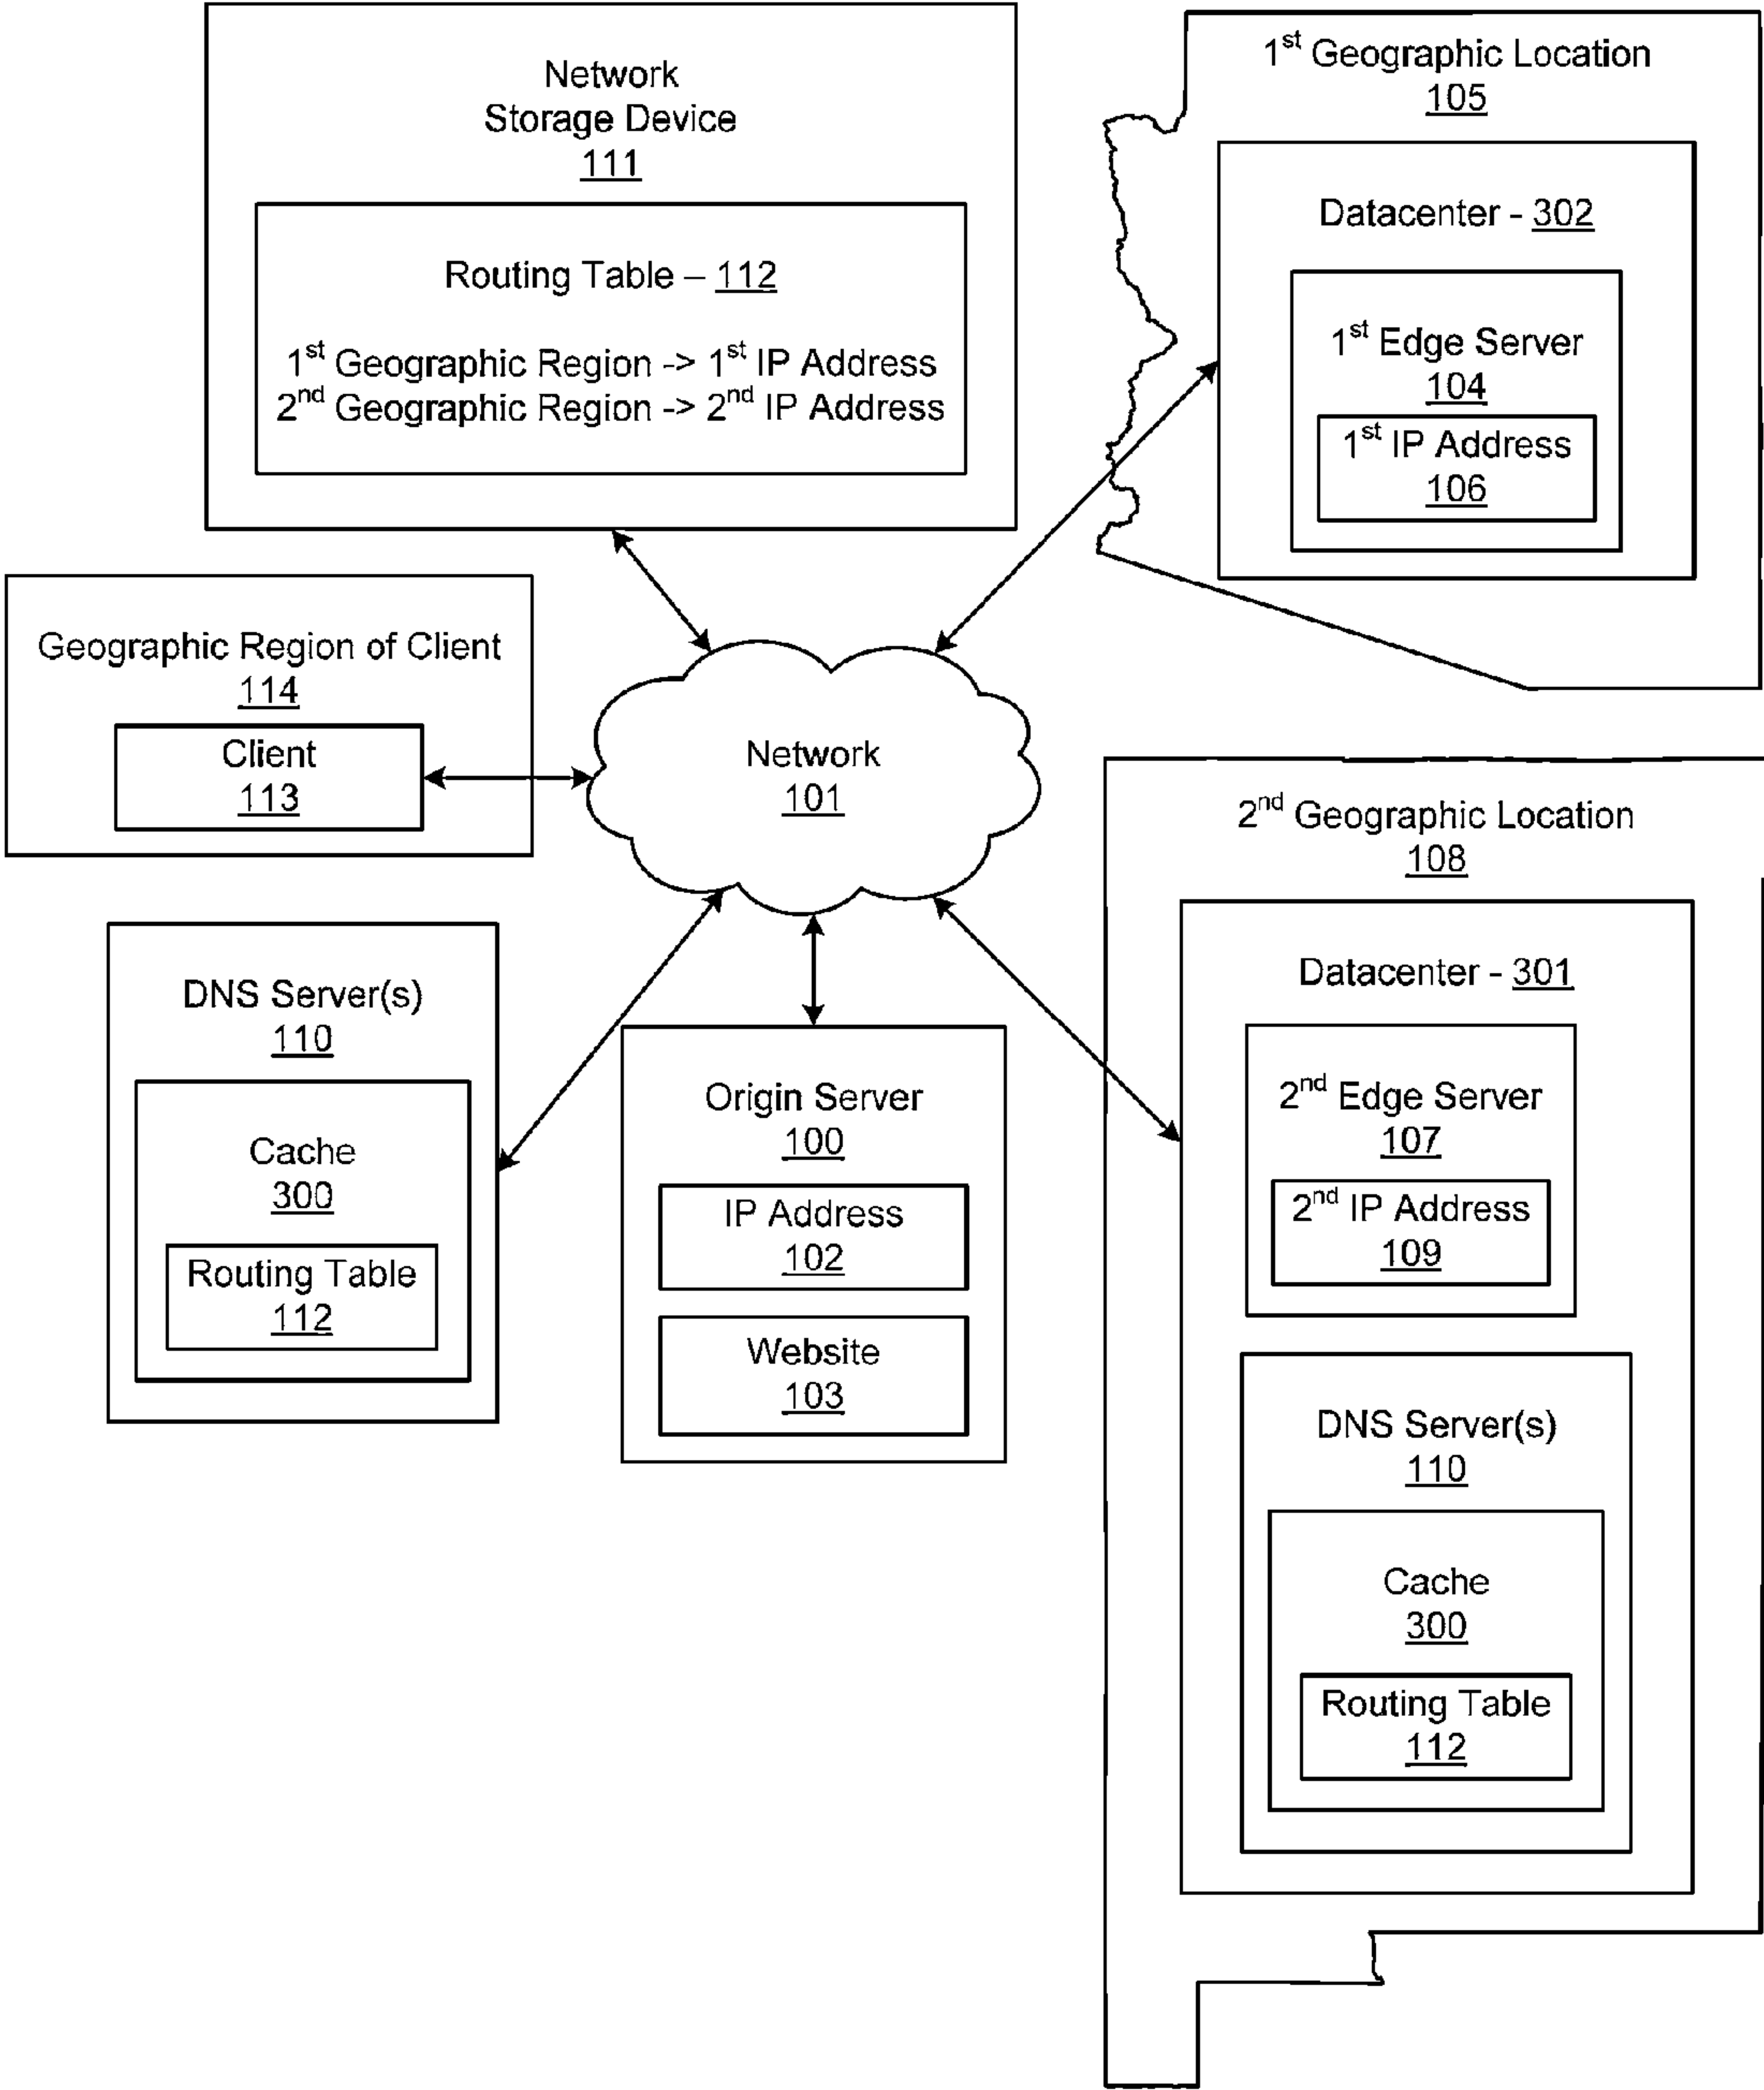 Network
Storage Device
111
Routing Table – 112
1st Geographic Region -> 1st IP Address
2nd Geographic Region -> 2nd IP Address
1st Geographic Location
105
Datacenter - 302
1st Edge Server
104
1st IP Address
106
Geographic Region of Client
114
Client
113
Network
101
2nd Geographic Location
108
Datacenter - 301
2nd Edge Server
107
2nd IP Address
109
DNS Server(s)
110
Cache
300
Routing Table
112
DNS Server(s)
110
Cache
300
Routing Table
112
Origin Server
100
IP Address
102
Website
103